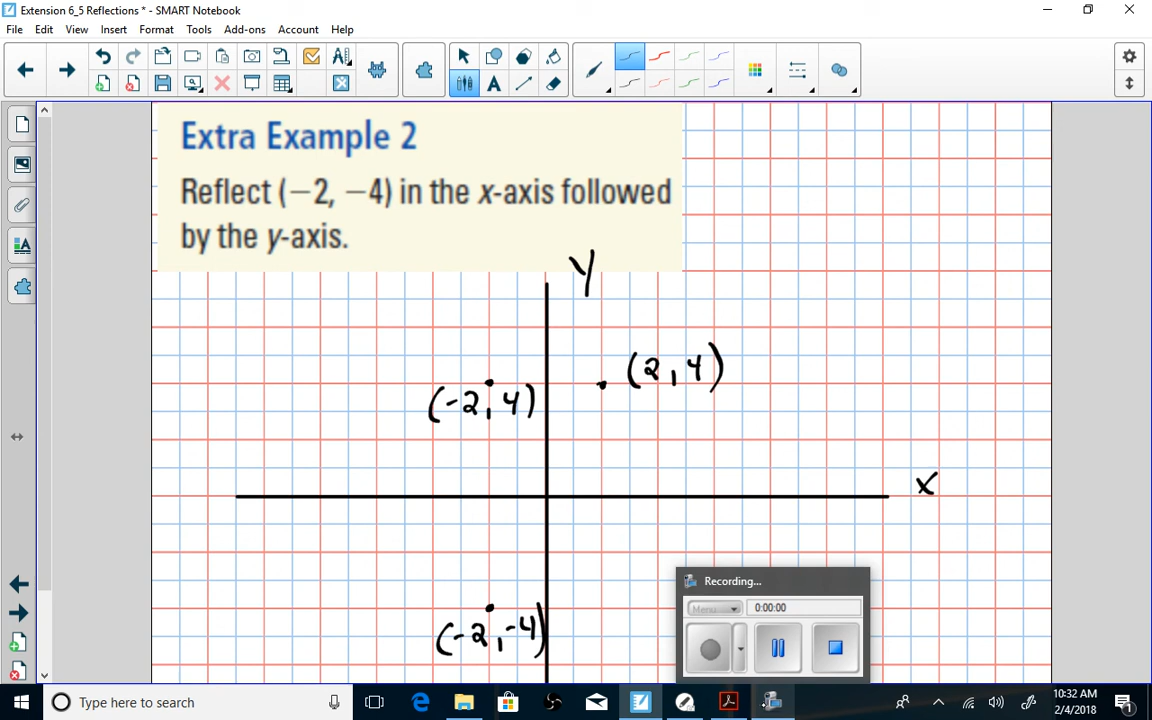 Extension 6_5 Reflections * - SMART Notebook
File Edit View Insert Format Tools Add-ons Account Help
Extra Example 2
Reflect (−2, −4) in the x-axis followed
by the y-axis.
Y
(2, 4)
(-2, 4)
x
(-2, -4)
Recording...
Menu
0:00:00
Type here to search
10:32 AM
2/4/2018
1